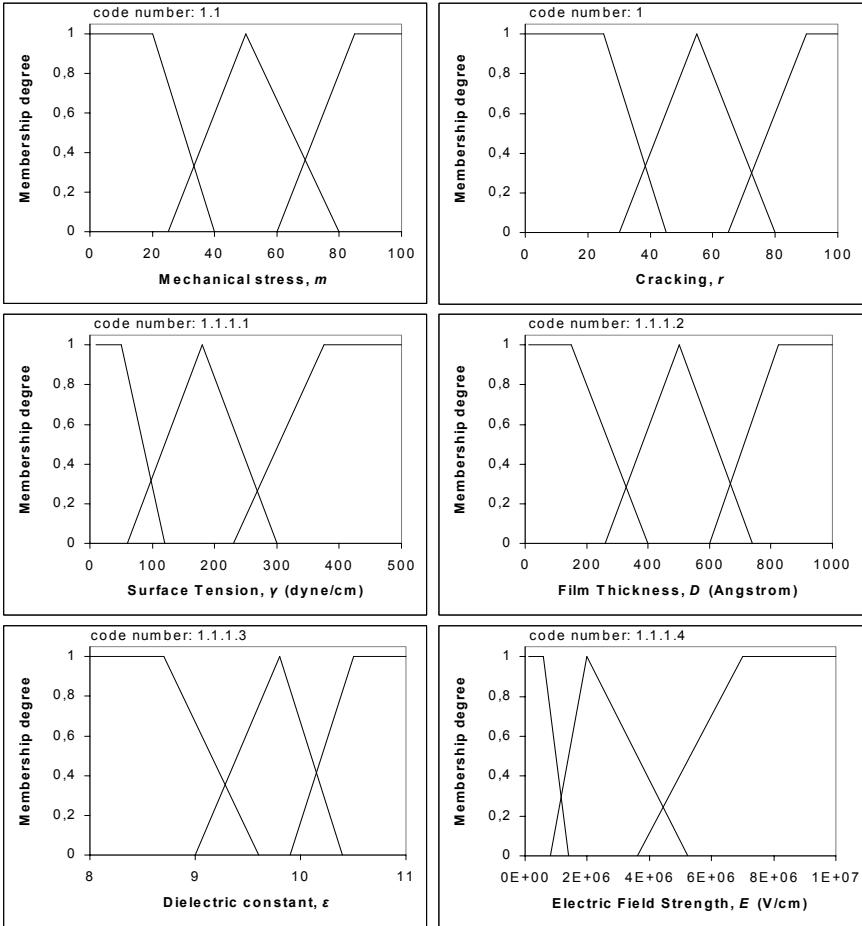 code number: 1.1
Membership degree
1
0,8
0,6
0,4
0,2
0
0 20 40 60 80 100
Mechanical stress, m
code number: 1
Membership degree
1
0,8
0,6
0,4
0,2
0
0 20 40 60 80 100
Cracking, r
code number: 1.1.1.1
Membership degree
1
0,8
0,6
0,4
0,2
0
0 100 200 300 400 500
Surface Tension, γ (dyne/cm)
code number: 1.1.1.2
Membership degree
1
0,8
0,6
0,4
0,2
0
0 200 400 600 800 1000
Film Thickness, D (Angstrom)
code number: 1.1.1.3
Membership degree
1
0,8
0,6
0,4
0,2
0
8 9 10 11
Dielectric constant, ε
code number: 1.1.1.4
Membership degree
1
0,8
0,6
0,4
0,2
0
0E+00 2E+06 4E+06 6E+06 8E+06 1E+07
Electric Field Strength, E (V/cm)